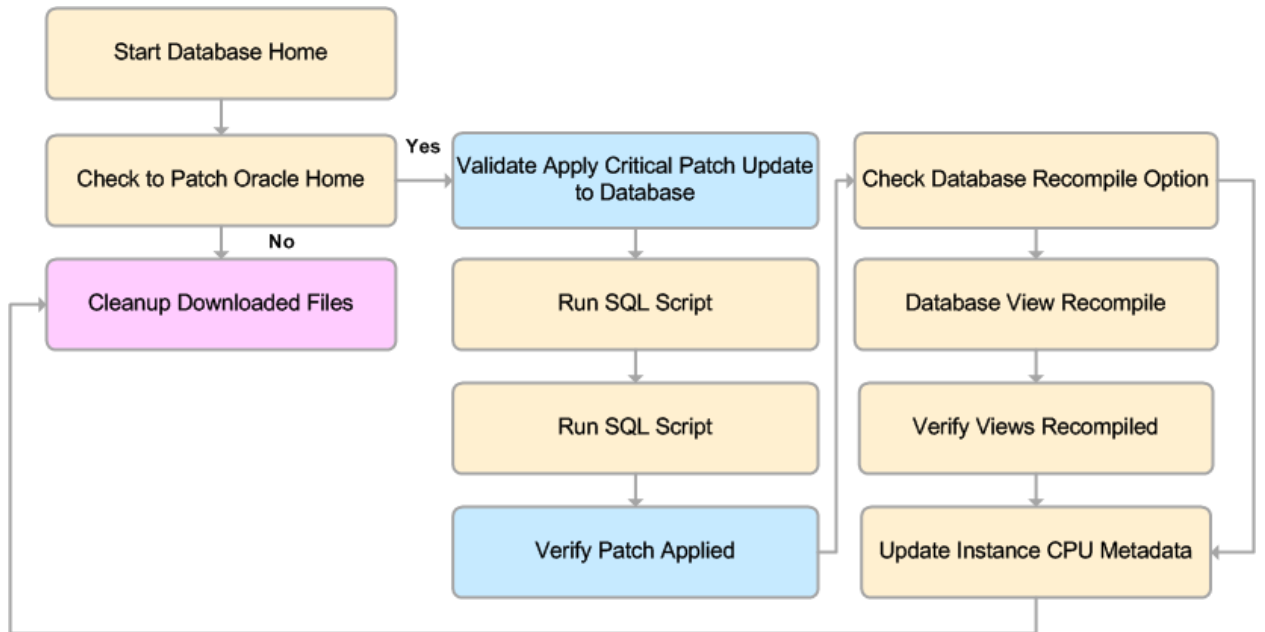 Start Database Home
Check to Patch Oracle Home
Yes
No
Cleanup Downloaded Files
Validate Apply Critical Patch Update
to Database
Run SQL Script
Run SQL Script
Verify Patch Applied
Check Database Recompile Option
Database View Recompile
Verify Views Recompiled
Update Instance CPU Metadata